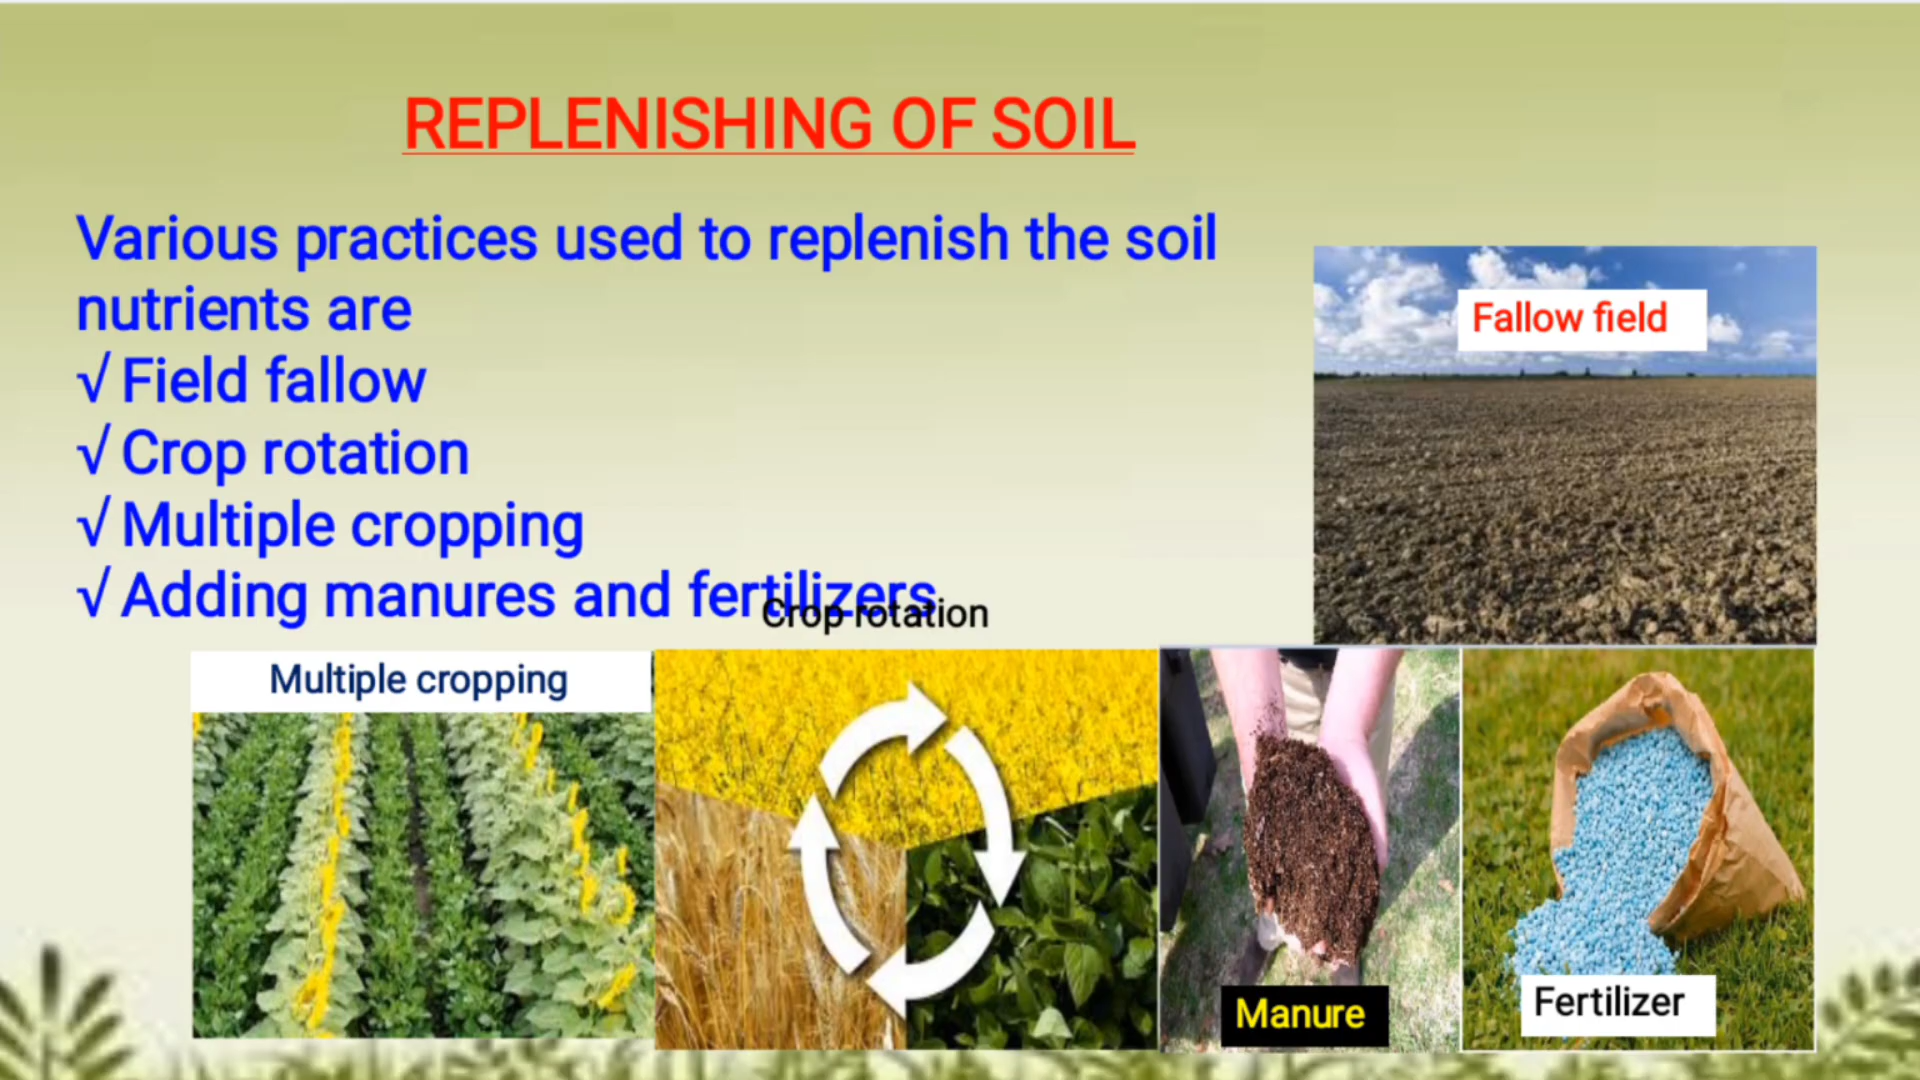 REPLENISHING OF SOIL
Various practices used to replenish the soil
nutrients are
√ Field fallow
√ Crop rotation
√ Multiple cropping
√ Adding manures and fertilizers
Fallow field
Crop rotation
Multiple cropping
Manure
Fertilizer